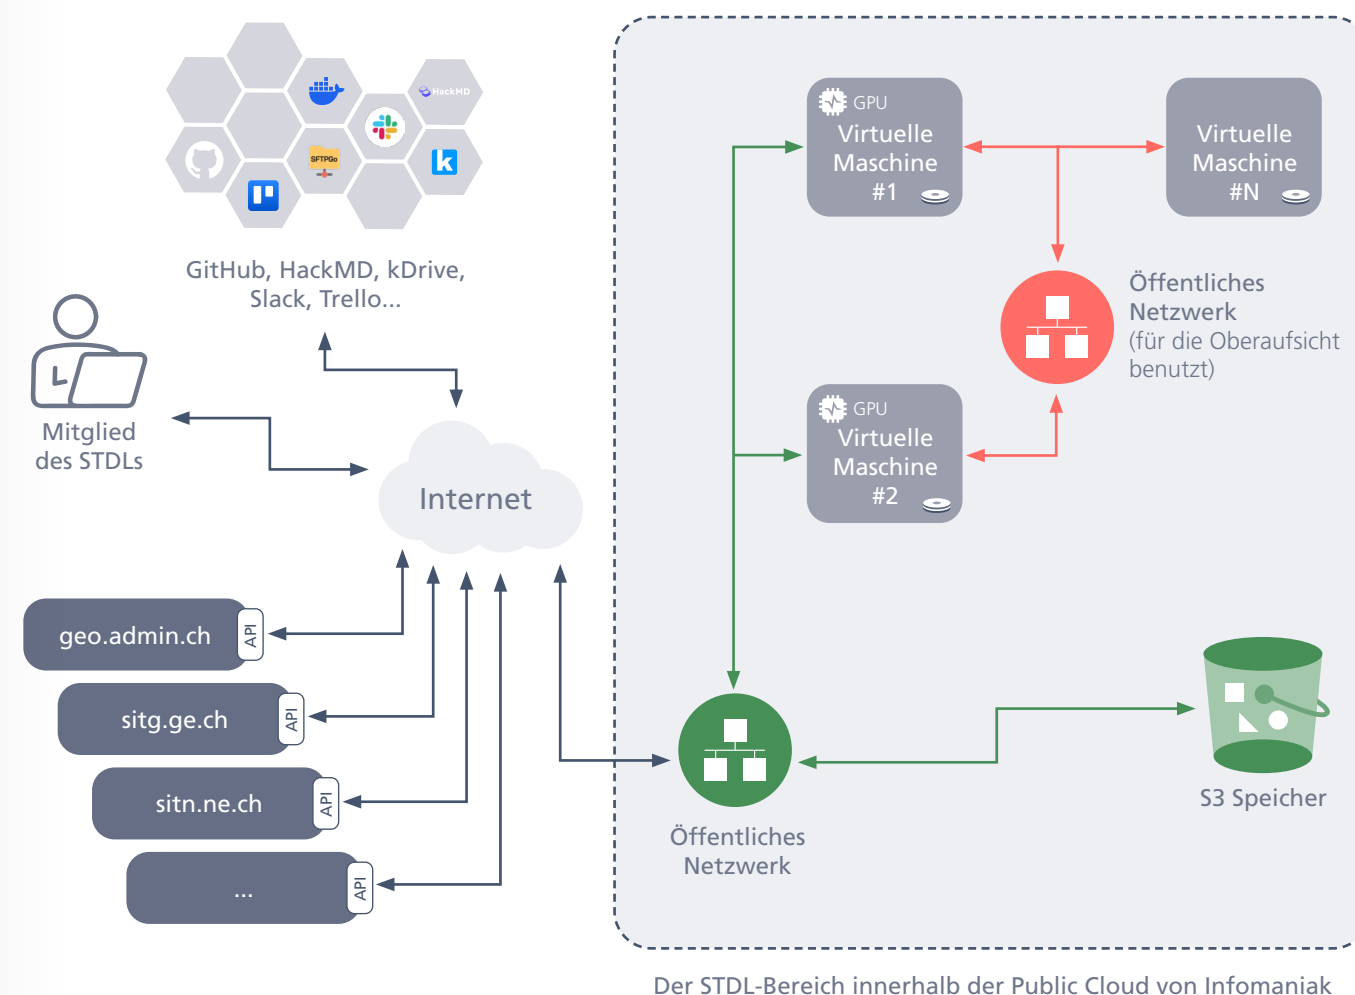 HackMD
SFTPGo
GitHub, HackMD, kDrive,
Slack, Trello...
Mitglied
des STDLs
Internet
geo.admin.ch
API
sitg.ge.ch
API
sitn.ne.ch
API
...
API
GPU
Virtuelle
Maschine
#1
Virtuelle
Maschine
#N
Öffentliches
Netzwerk
(für die Oberaufsicht
benutzt)
GPU
Virtuelle
Maschine
#2
Öffentliches
Netzwerk
S3 Speicher
Der STDL-Bereich innerhalb der Public Cloud von Infomaniak